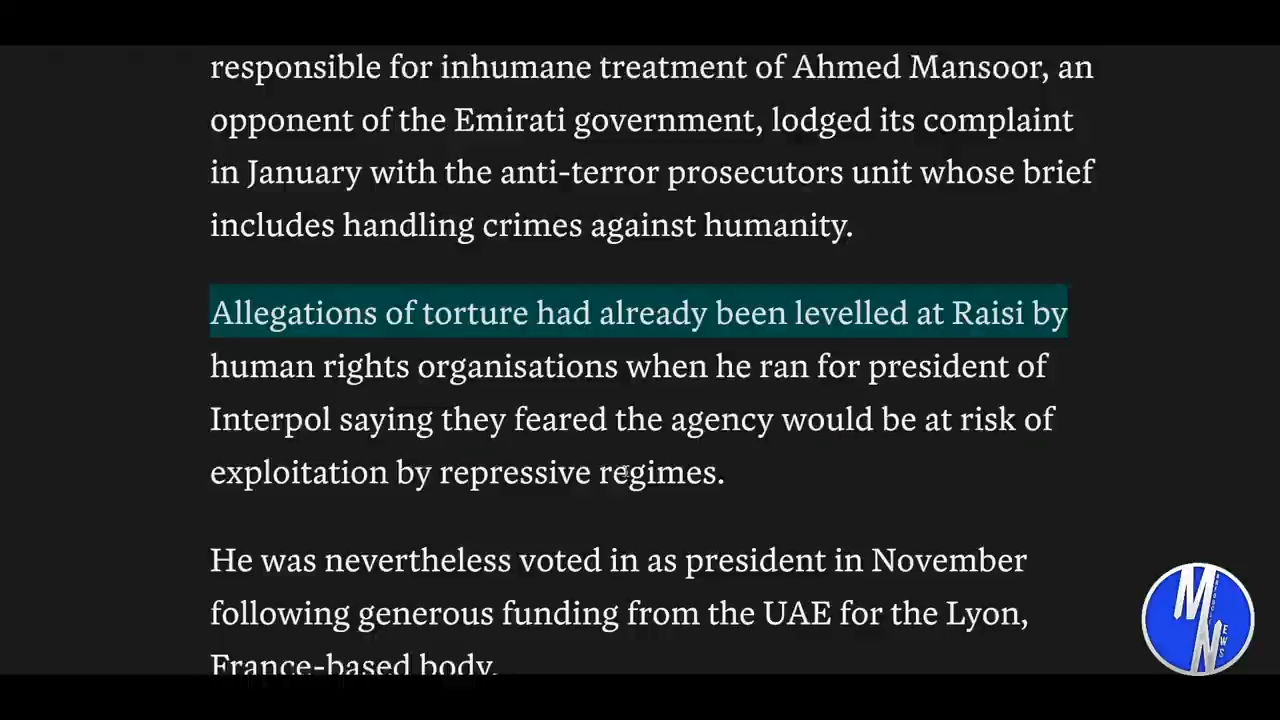 responsible for inhumane treatment of Ahmed Mansoor, an
opponent of the Emirati government, lodged its complaint
in January with the anti-terror prosecutors unit whose brief
includes handling crimes against humanity.
Allegations of torture had already been levelled at Raisi by
human rights organisations when he ran for president of
Interpol saying they feared the agency would be at risk of
exploitation by repressive regimes.
He was nevertheless voted in as president in November
following generous funding from the UAE for the Lyon,
France-based body.
MN